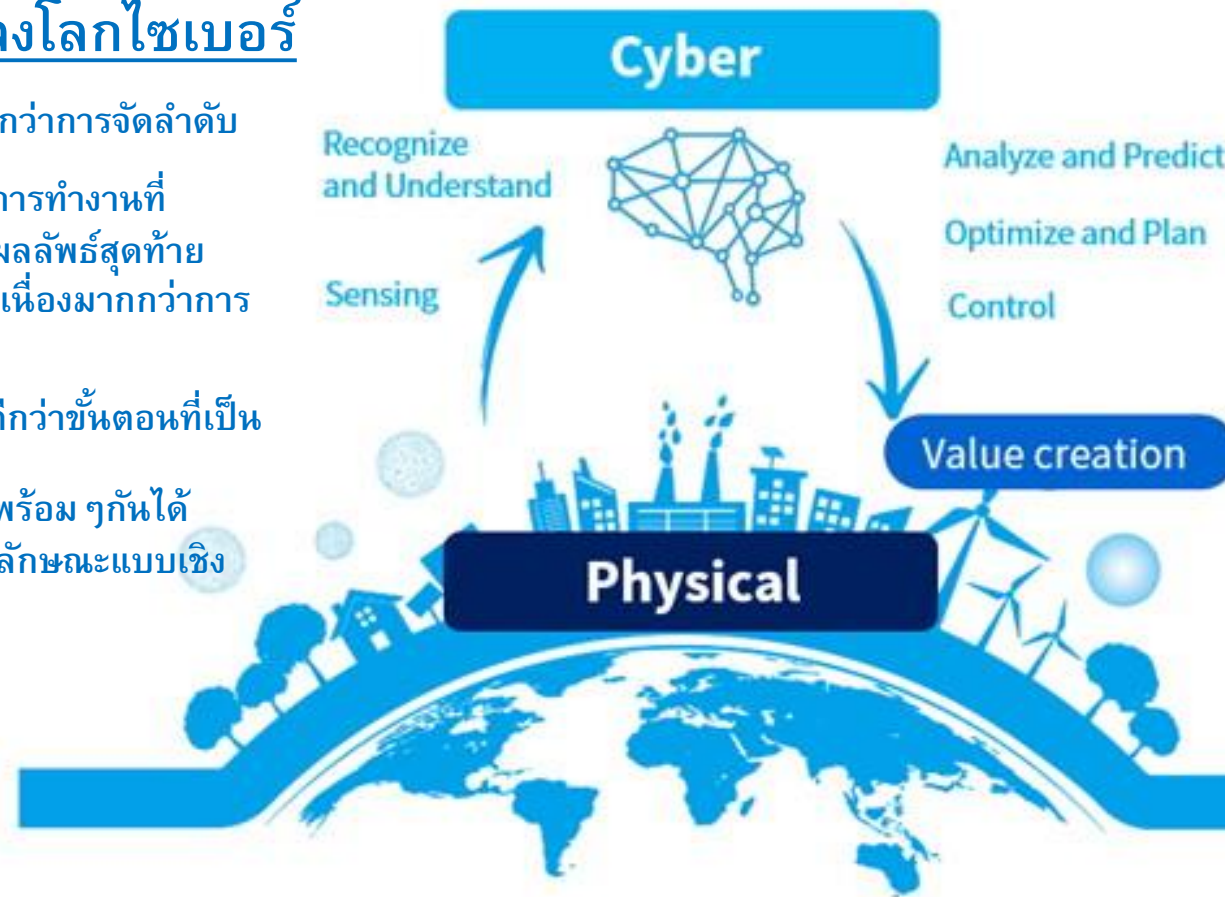 งโลกไซเบอร์
กว่าการจัดลำดับ
การทำงานที่
ผลลัพธ์สุดท้าย
เนื่องมากกว่าการ
กว่าขั้นตอนที่เป็น
พร้อม ๆกันได้
ลักษณะแบบเชิง
Cyber
Recognize
and Understand
Sensing
Analyze and Predict
Optimize and Plan
Control
Value creation
Physical